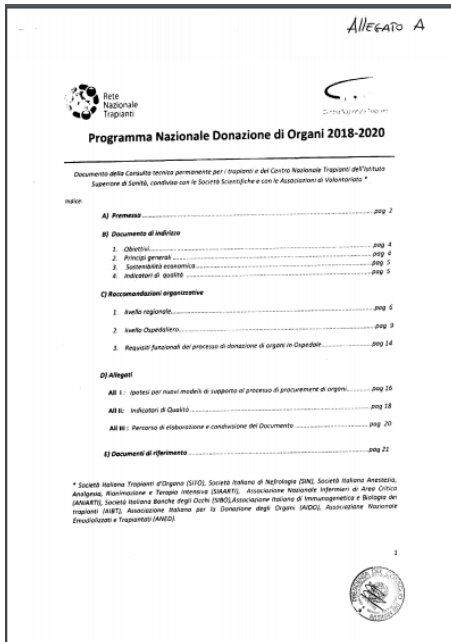 Allegato A
Rete
Nazionale
Trapianti
Centro Nazionale Trapianti
Programma Nazionale Donazione di Organi 2018-2020
Documento della Consulta tecnica permanente per i trapianti e del Centro Nazionale Trapianti dell'Istituto
Superiore di Sanità, condiviso con le Società Scientifiche e con le Associazioni di Volontariato *
Indice:
A) Premessa ... pag 2
B) Documento di indirizzo
1. Obiettivi ... pag 4
2. Principi generali ... pag 4
3. Sostenibilità economica ... pag 5
4. Indicatori di qualità ... pag 5
C) Raccomandazioni organizzative
1. livello regionale ... pag 6
2. livello Ospedaliero ... pag 9
3. Requisiti funzionali del processo di donazione di organi in Ospedale ... pag 14
D) Allegati
All I : Ipotesi per nuovi modelli di supporto al processo di procurement di organi ... pag 16
All II: Indicatori di Qualità ... pag 18
All III : Percorso di elaborazione e condivisione del Documento ... pag 20
E) Documenti di riferimento ... pag 21
* Società Italiana Trapianti d'Organo (SITO), Società Italiana di Nefrologia (SIN), Società Italiana Anestesia,
Analgesia, Rianimazione e Terapia Intensiva (SIAARTI), Associazione Nazionale Infermieri di Area Critica
(ANIARTI), Società Italiana Banche degli Occhi (SIBO),Associazione Italiana di Immunogenetica e Biologia dei
trapianti (AIBT), Associazione Italiana per la Donazione degli Organi (AIDO), Associazione Nazionale
Emodializzati e Trapiantati (ANED).
1
PRESIDENZA DEL CONSIGLIO DEI MINISTRI